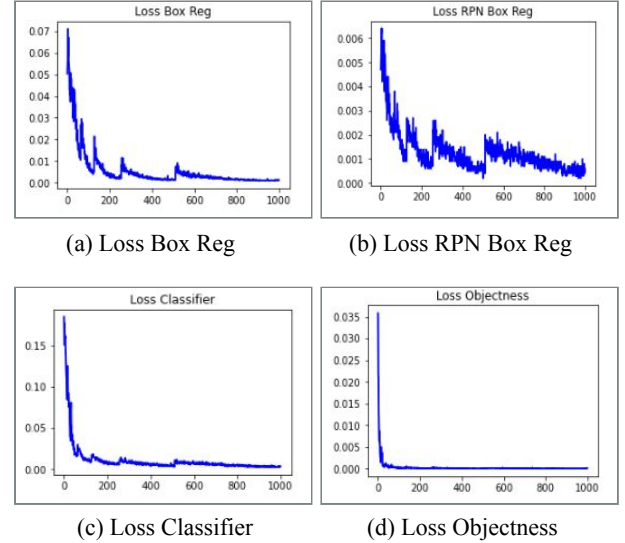 Loss Box Reg
0.07
0.06
0.05
0.04
0.03
0.02
0.01
0.00
0 200 400 600 800 1000
(a) Loss Box Reg
Loss RPN Box Reg
0.006
0.005
0.004
0.003
0.002
0.001
0.000
0 200 400 600 800 1000
(b) Loss RPN Box Reg
Loss Classifier
0.15
0.10
0.05
0.00
0 200 400 600 800 1000
(c) Loss Classifier
Loss Objectness
0.035
0.030
0.025
0.020
0.015
0.010
0.005
0.000
0 200 400 600 800 1000
(d) Loss Objectness